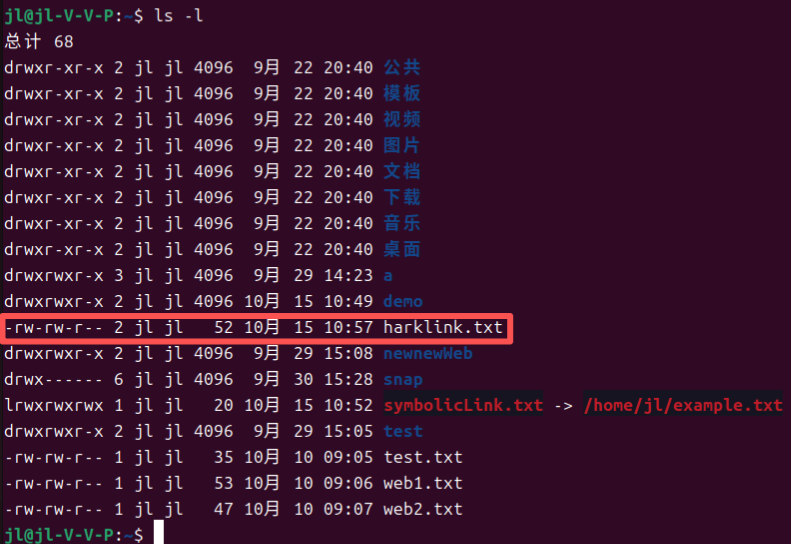 jl@jl-V-V-P:~$ ls -l
总计 68
drwxr-xr-x 2 jl jl 4096  9月  22 20:40 公共
drwxr-xr-x 2 jl jl 4096  9月  22 20:40 模板
drwxr-xr-x 2 jl jl 4096  9月  22 20:40 视频
drwxr-xr-x 2 jl jl 4096  9月  22 20:40 图片
drwxr-xr-x 2 jl jl 4096  9月  22 20:40 文档
drwxr-xr-x 2 jl jl 4096  9月  22 20:40 下载
drwxr-xr-x 2 jl jl 4096  9月  22 20:40 音乐
drwxr-xr-x 2 jl jl 4096  9月  22 20:40 桌面
drwxrwxr-x 3 jl jl 4096  9月  29 14:23 a
drwxrwxr-x 2 jl jl 4096 10月  15 10:49 demo
-rw-rw-r-- 2 jl jl   52 10月  15 10:57 harklink.txt
drwxrwxr-x 2 jl jl 4096  9月  29 15:08 newnewWeb
drwx------ 6 jl jl 4096  9月  30 15:28 snap
lrwxrwxrwx 1 jl jl   20 10月  15 10:52 symbolicLink.txt -> /home/jl/example.txt
drwxrwxr-x 2 jl jl 4096  9月  29 15:05 test
-rw-rw-r-- 1 jl jl   35 10月  10 09:05 test.txt
-rw-rw-r-- 1 jl jl   53 10月  10 09:06 web1.txt
-rw-rw-r-- 1 jl jl   47 10月  10 09:07 web2.txt
jl@jl-V-V-P:~$